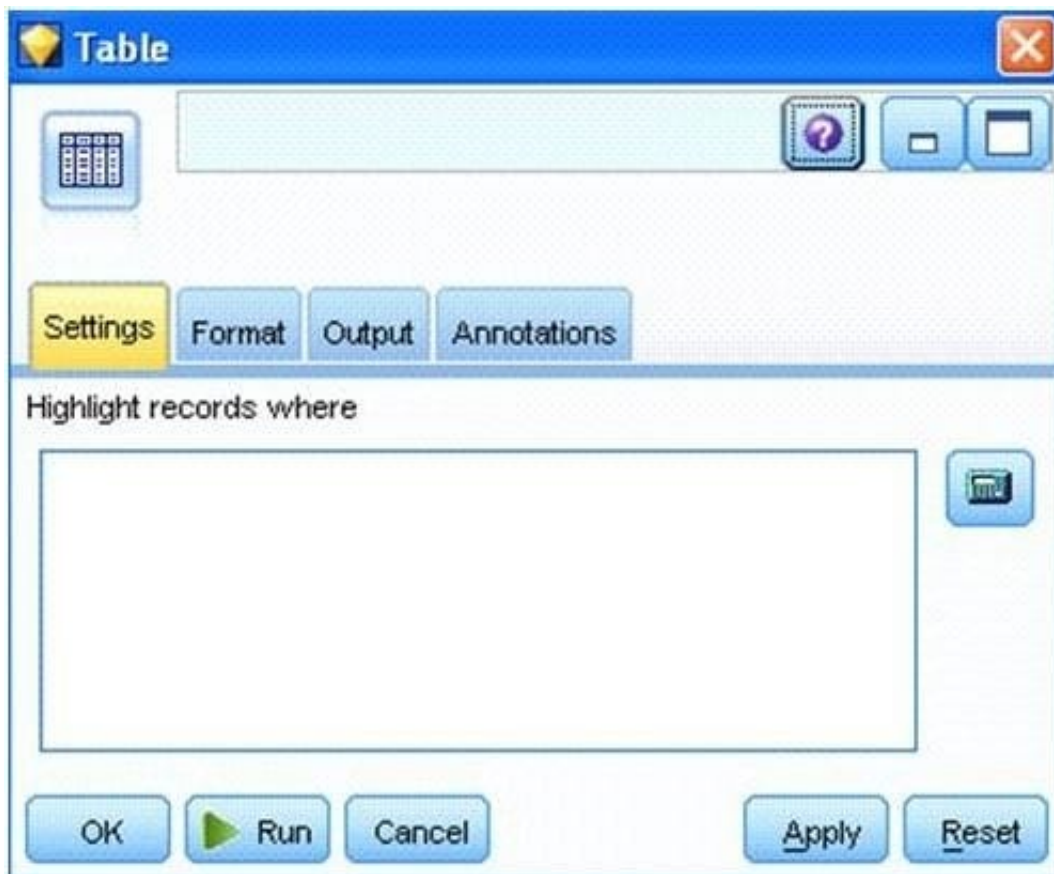 Table
?
Settings Format Output Annotations
Highlight records where
OK Run Cancel Apply Reset